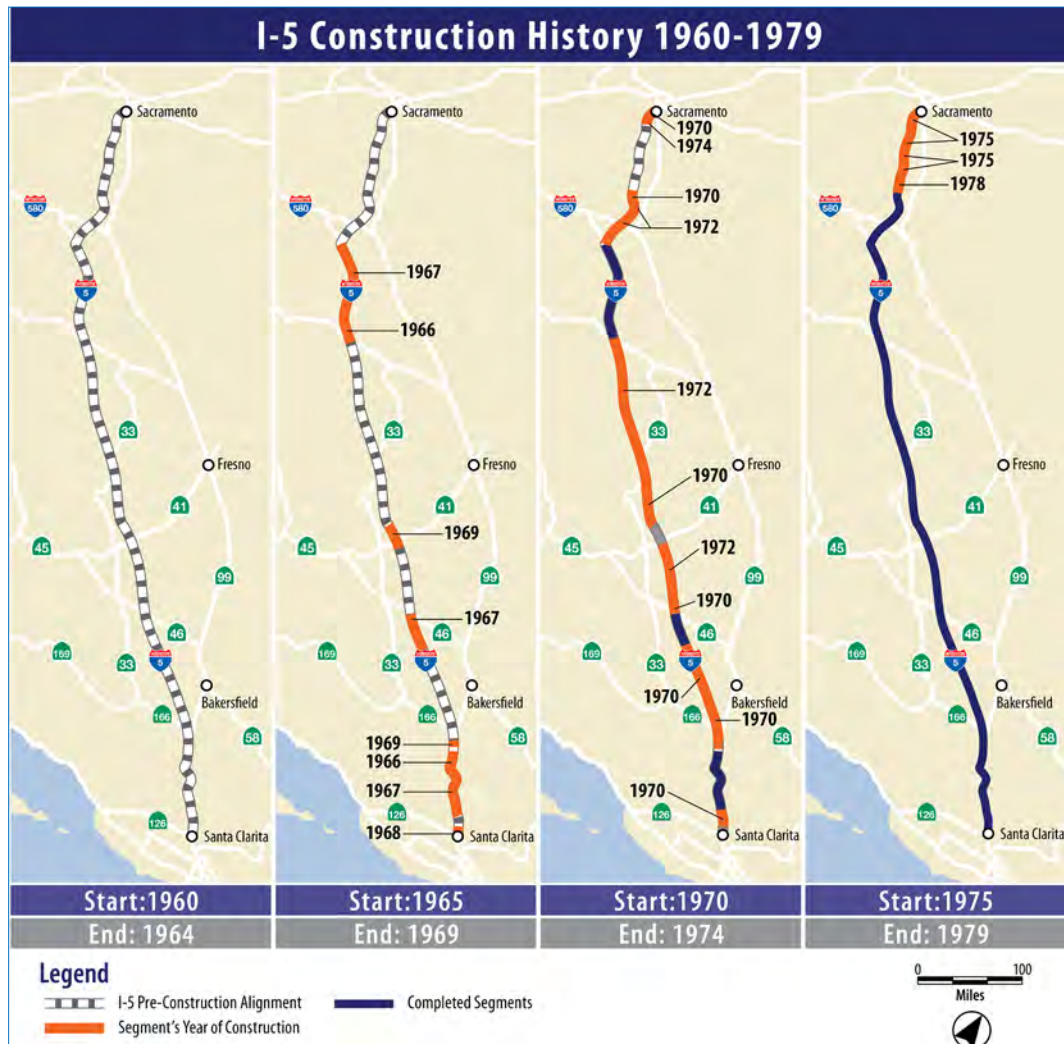 I-5 Construction History 1960-1979
Sacramento
580
5
33
Fresno
41
45
99
46
169
33
5
Bakersfield
166
58
126
Santa Clarita
Start:1960
End: 1964
Sacramento
580
1967
5
1966
33
Fresno
41
1969
45
99
1967
46
169
33
5
Bakersfield
166
58
1969
1966
1967
126
1968
Santa Clarita
Start:1965
End: 1969
Sacramento
1970
1974
1970
580
1972
5
1972
33
Fresno
1970
41
45
1972
99
1970
46
169
33
5
1970
Bakersfield
166
1970
58
1970
126
Santa Clarita
Start:1970
End: 1974
Sacramento
1975
1975
1978
580
5
33
Fresno
41
45
99
46
169
33
5
Bakersfield
166
58
126
Santa Clarita
Start:1975
End: 1979
Legend
I-5 Pre-Construction Alignment
Completed Segments
Segment's Year of Construction
0 100
Miles